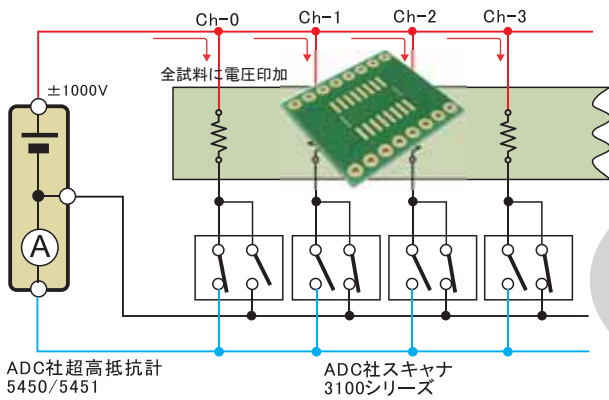 Ch-0
Ch-1
Ch-2
Ch-3
±1000V
全試料に電圧印加
A
ADC社超高抵抗計
5450/5451
ADC社スキャナ
3100シリーズ